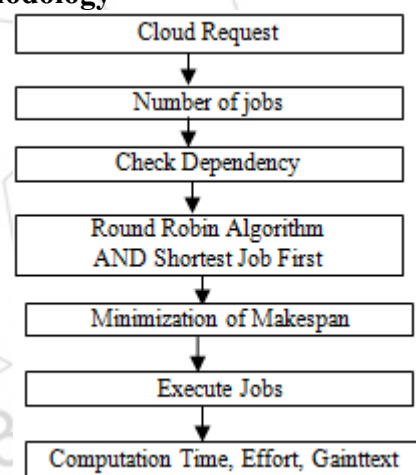 odology
Cloud Request
Number of jobs
Check Dependency
Round Robin Algorithm
AND Shortest Job First
Minimization of Makespan
Execute Jobs
Computation Time, Effort, Gainttext